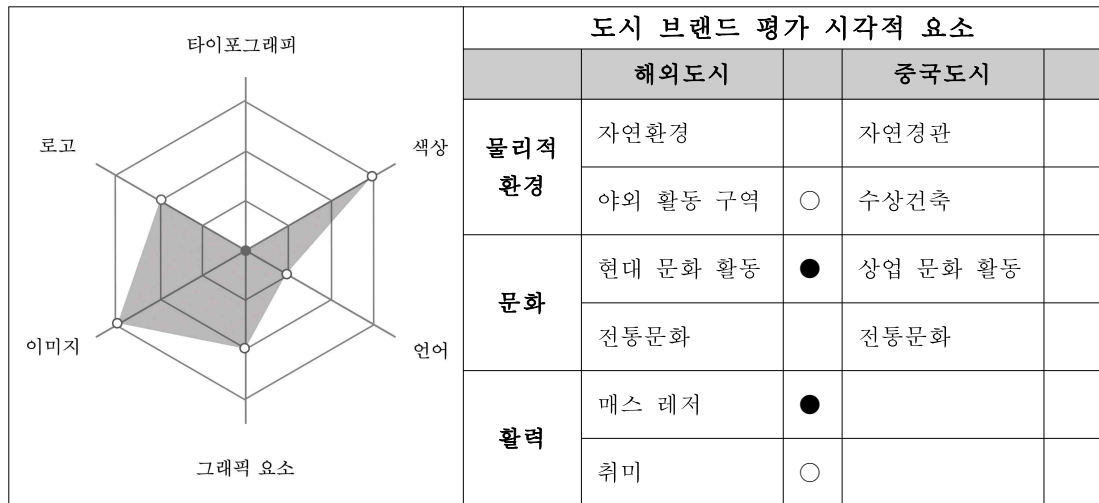 타이포그래피
로고
색상
이미지
언어
그래픽 요소
도시 브랜드 평가 시각적 요소
해외도시 중국도시
물리적
환경
자연환경 자연경관
야외 활동 구역 ○ 수상건축
문화
현대 문화 활동 ● 상업 문화 활동
전통문화 전통문화
활력
매스 레저 ●
취미 ○